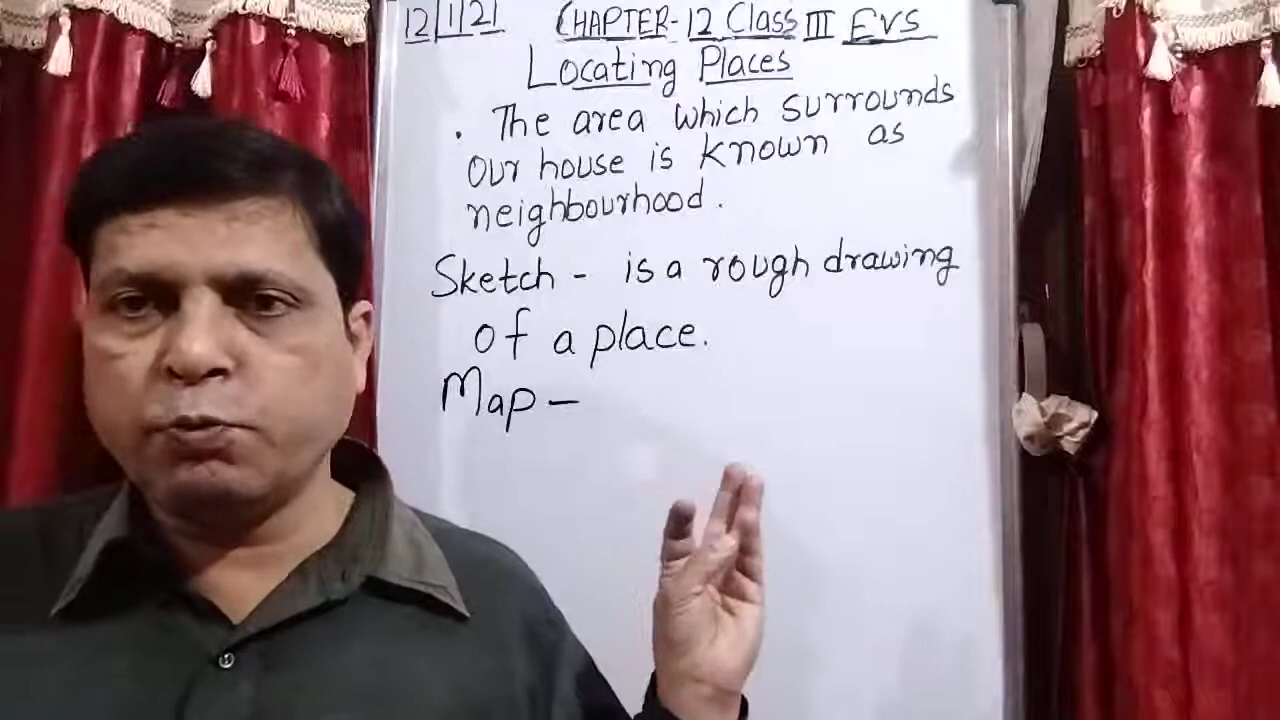 12/1/21 CHAPTER-12 Class III EVS
Locating Places
. The area which surrounds
our house is known as
neighbourhood.
Sketch - is a rough drawing
of a place.
Map -